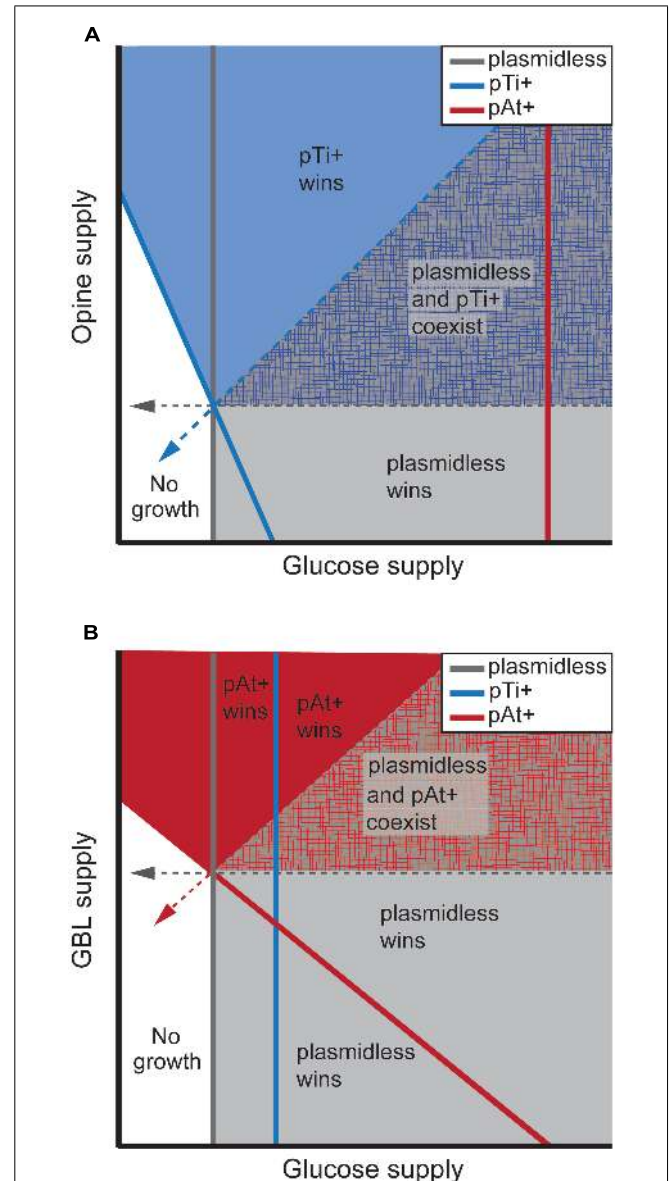 A
plasmidless
pTi+
pAt+
pTi+
wins
Opine supply
plasmidless
and pTi+
coexist
No
growth
plasmidless
wins
Glucose supply
B
plasmidless
pTi+
pAt+
pAt+
wins
pAt+
wins
plasmidless
and pAt+
coexist
GBL supply
plasmidless
wins
No
growth
plasmidless
wins
Glucose supply